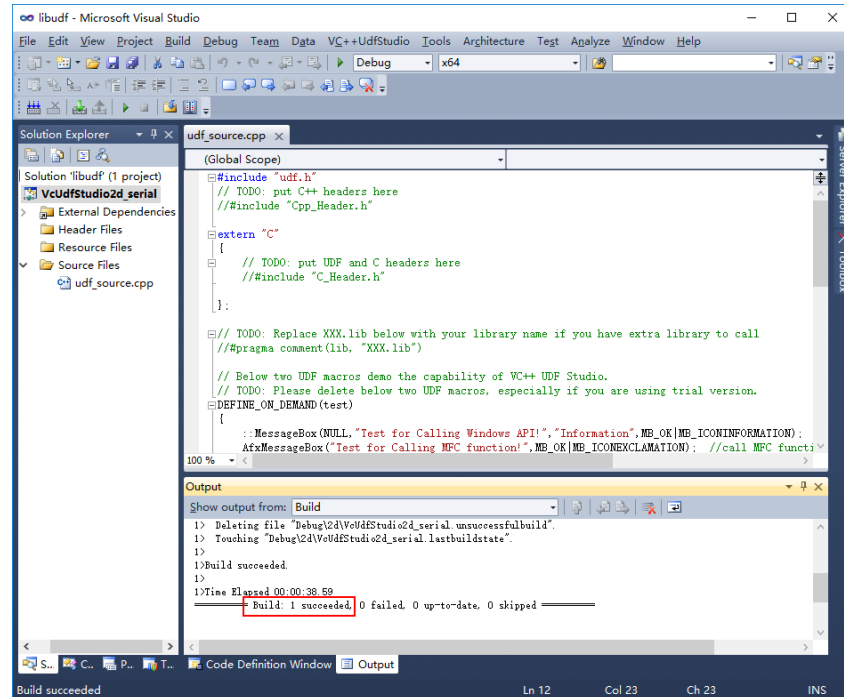 libudf - Microsoft Visual Studio
File Edit View Project Build Debug Team Data VC++UdfStudio Tools Architecture Test Analyze Window Help
Debug x64
Solution Explorer
Solution 'libudf' (1 project)
VcUdfStudio2d_serial
External Dependencies
Header Files
Resource Files
Source Files
udf_source.cpp
udf_source.cpp
(Global Scope)
#include "udf.h"
// TODO: put C++ headers here
//#include "Cpp_Header.h"
extern "C"
{
// TODO: put UDF and C headers here
//#include "C_Header.h"
};
// TODO: Replace XXX.lib below with your library name if you have extra library to call
//#pragma comment(lib, "XXX.lib")
// Below two UDF macros demo the capability of VC++ UDF Studio.
// TODO: Please delete below two UDF macros, especially if you are using trial version.
DEFINE_ON_DEMAND(test)
{
::MessageBox(NULL,"Test for Calling Windows API!","Information",MB_OK|MB_ICONINFORMATION);
AfxMessageBox("Test for Calling MFC function!",MB_OK|MB_ICONEXCLAMATION); //call MFC functi
100 %
Output
Show output from: Build
1> Deleting file "Debug\2d\VcUdfStudio2d_serial.unsuccessfulbuild".
1> Touching "Debug\2d\VcUdfStudio2d_serial.lastbuildstate".
1>
1>Build succeeded.
1>
1>Time Elapsed 00:00:38.59
========== Build: 1 succeeded, 0 failed, 0 up-to-date, 0 skipped ==========
S... C... P... T... Code Definition Window Output
Build succeeded Ln 12 Col 23 Ch 23 INS
Server Explorer
Toolbox